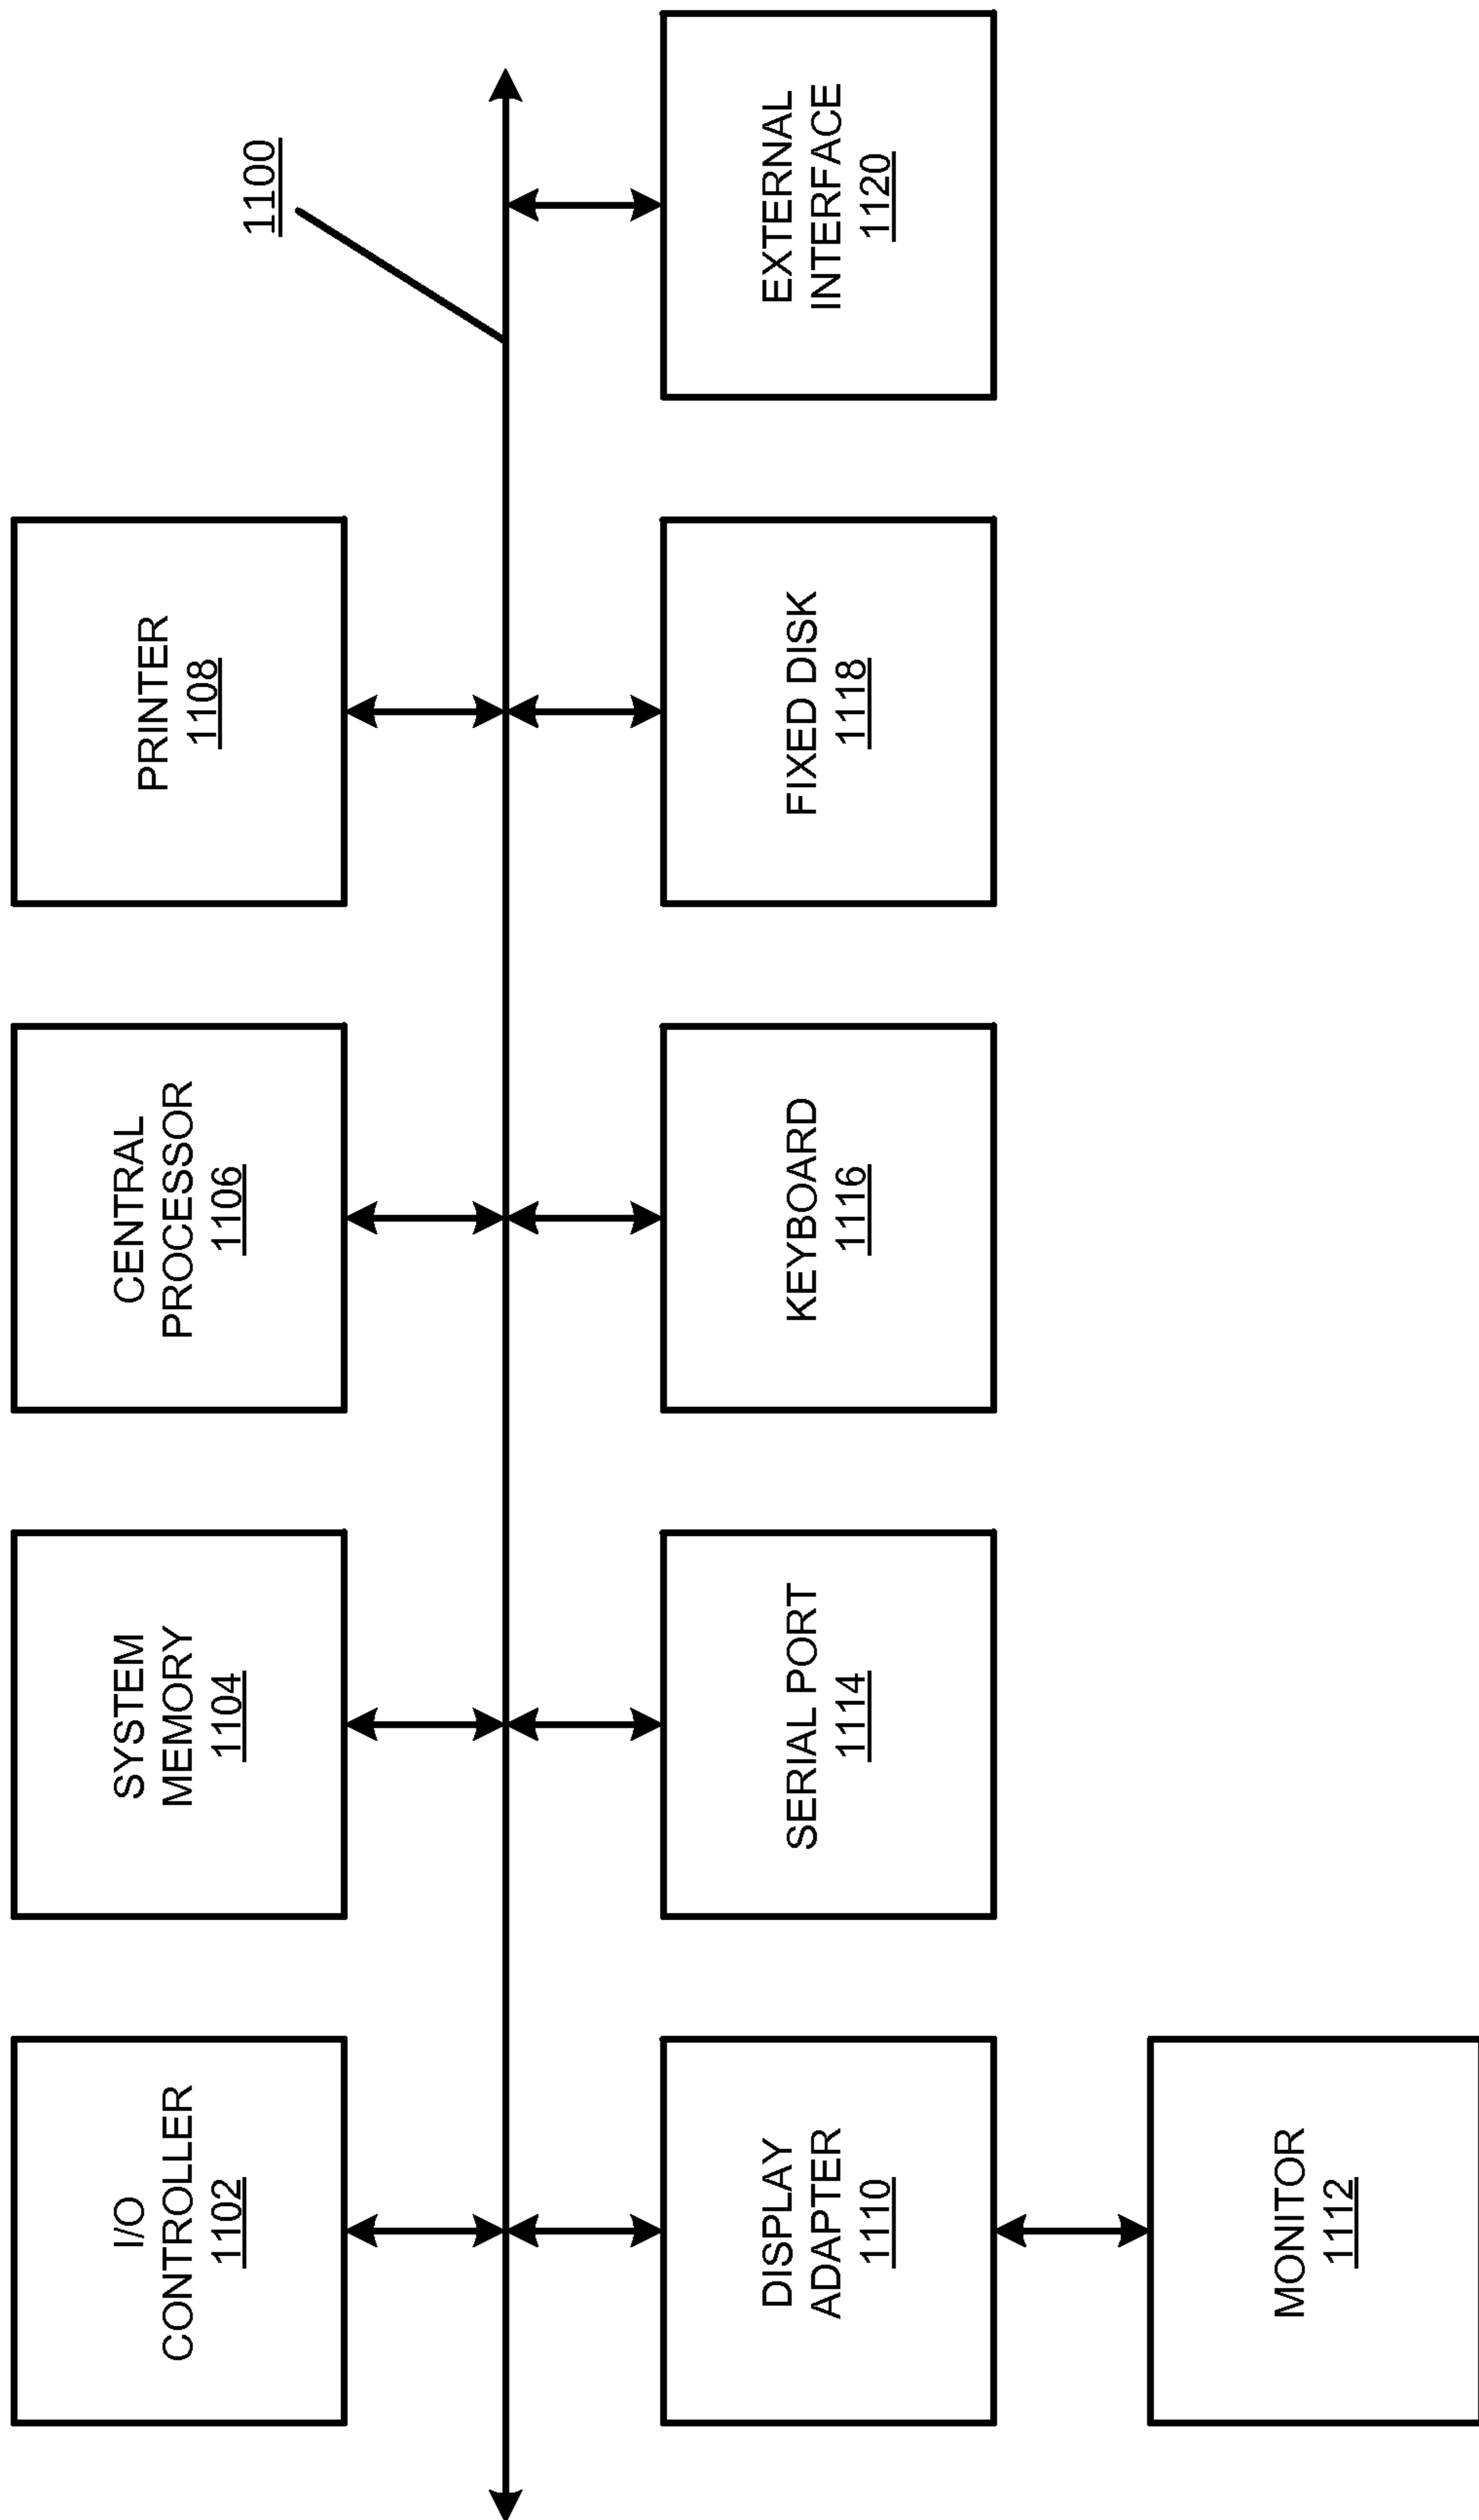 I/O
CONTROLLER
1102
SYSTEM
MEMORY
1104
CENTRAL
PROCESSOR
1106
PRINTER
1108
1100
DISPLAY
ADAPTER
1110
SERIAL PORT
1114
KEYBOARD
1116
FIXED DISK
1118
EXTERNAL
INTERFACE
1120
MONITOR
1112